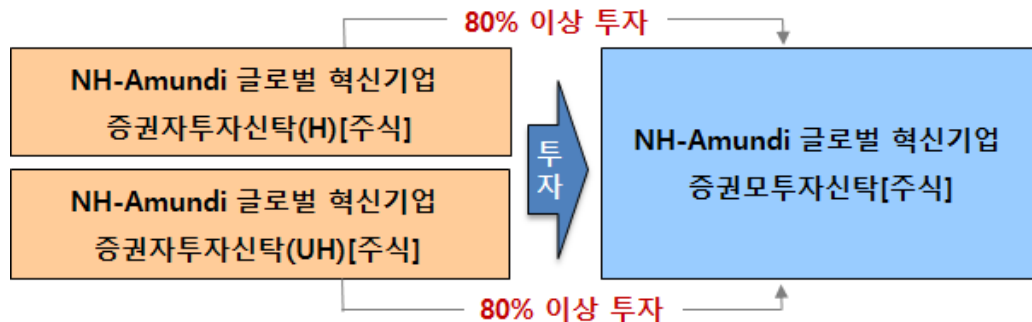 80% 이상 투자
NH-Amundi 글로벌 혁신기업
증권자투자신탁(H)[주식]
NH-Amundi 글로벌 혁신기업
증권자투자신탁(UH)[주식]
투
자
NH-Amundi 글로벌 혁신기업
증권모투자신탁[주식]
80% 이상 투자